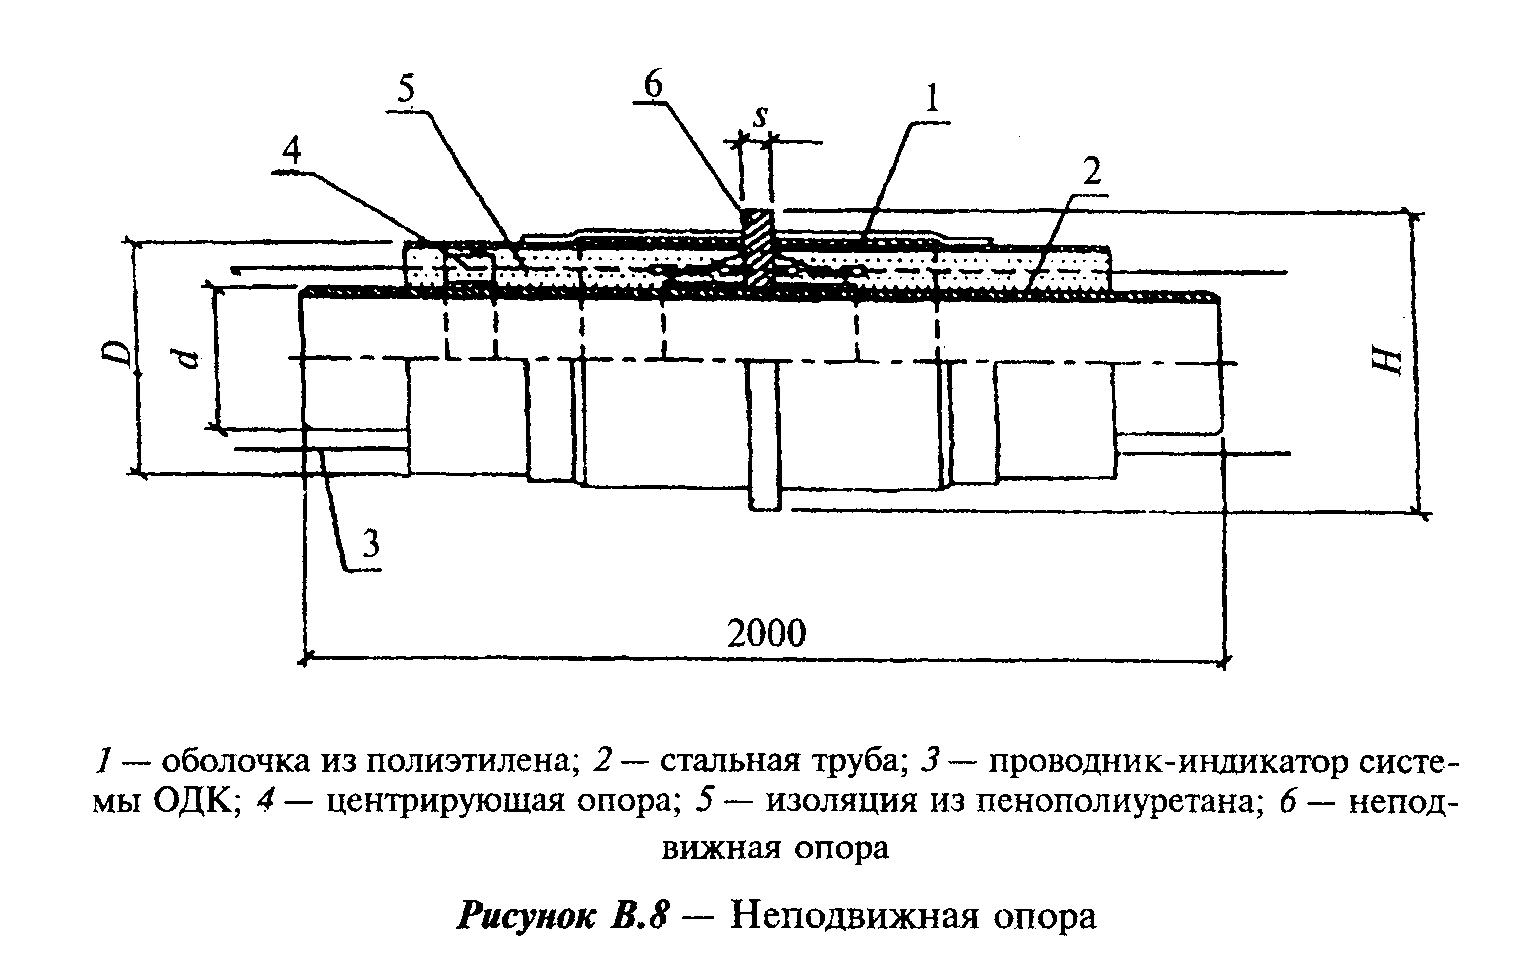 6
5
1
s
4
2
D
d
H
3
2000
1 — оболочка из полиэтилена; 2 — стальная труба; 3 — проводник-индикатор систе-
мы ОДК; 4 — центрирующая опора; 5 — изоляция из пенополиуретана; 6 — непод-
вижная опора
Рисунок В.8 — Неподвижная опора